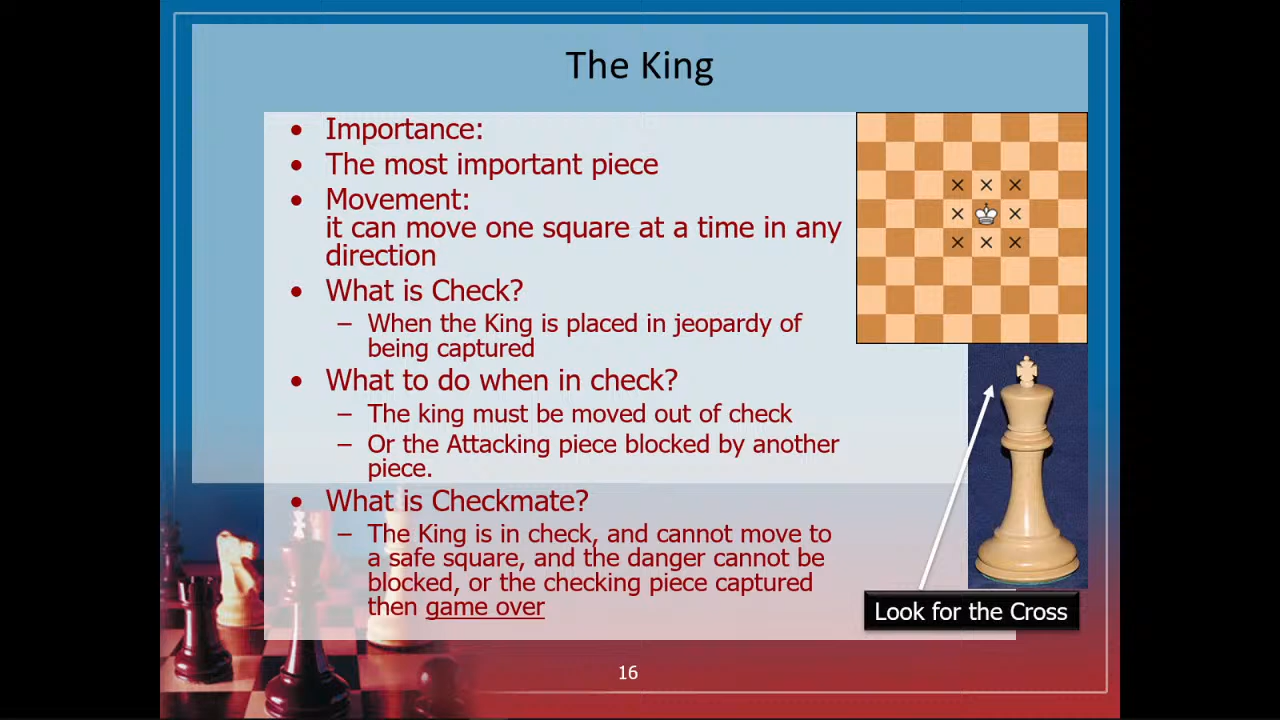 The King
• Importance:
• The most important piece
• Movement:
it can move one square at a time in any
direction
• What is Check?
– When the King is placed in jeopardy of
being captured
• What to do when in check?
– The king must be moved out of check
– Or the Attacking piece blocked by another
piece.
• What is Checkmate?
– The King is in check, and cannot move to
a safe square, and the danger cannot be
blocked, or the checking piece captured
then game over
Look for the Cross
16